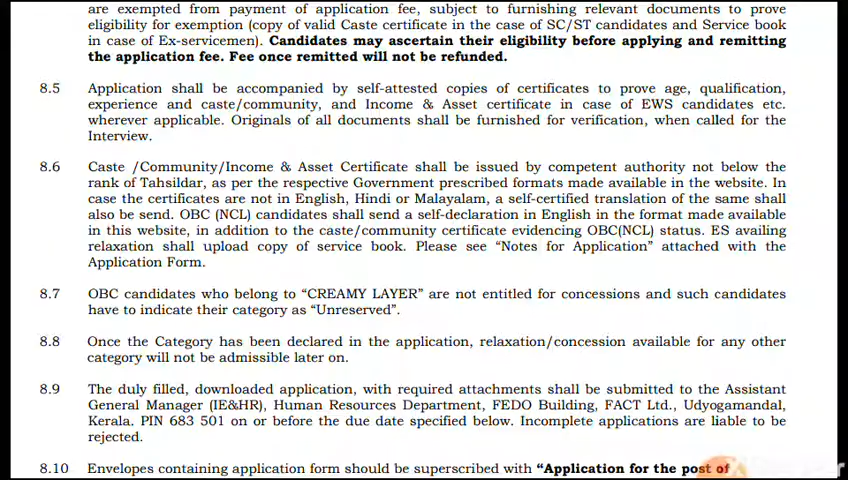 are exempted from payment of application fee, subject to furnishing relevant documents to prove
eligibility for exemption (copy of valid Caste certificate in the case of SC/ST candidates and Service book
in case of Ex-servicemen). Candidates may ascertain their eligibility before applying and remitting
the application fee. Fee once remitted will not be refunded.
8.5 Application shall be accompanied by self-attested copies of certificates to prove age, qualification,
experience and caste/community, and Income & Asset certificate in case of EWS candidates etc.
wherever applicable. Originals of all documents shall be furnished for verification, when called for the
Interview.
8.6 Caste /Community/Income & Asset Certificate shall be issued by competent authority not below the
rank of Tahsildar, as per the respective Government prescribed formats made available in the website. In
case the certificates are not in English, Hindi or Malayalam, a self-certified translation of the same shall
also be send. OBC (NCL) candidates shall send a self-declaration in English in the format made available
in this website, in addition to the caste/community certificate evidencing OBC(NCL) status. ES availing
relaxation shall upload copy of service book. Please see “Notes for Application” attached with the
Application Form.
8.7 OBC candidates who belong to “CREAMY LAYER” are not entitled for concessions and such candidates
have to indicate their category as “Unreserved”.
8.8 Once the Category has been declared in the application, relaxation/concession available for any other
category will not be admissible later on.
8.9 The duly filled, downloaded application, with required attachments shall be submitted to the Assistant
General Manager (IE&HR), Human Resources Department, FEDO Building, FACT Ltd., Udyogamandal,
Kerala. PIN 683 501 on or before the due date specified below. Incomplete applications are liable to be
rejected.
8.10 Envelopes containing application form should be superscribed with “Application for the post of